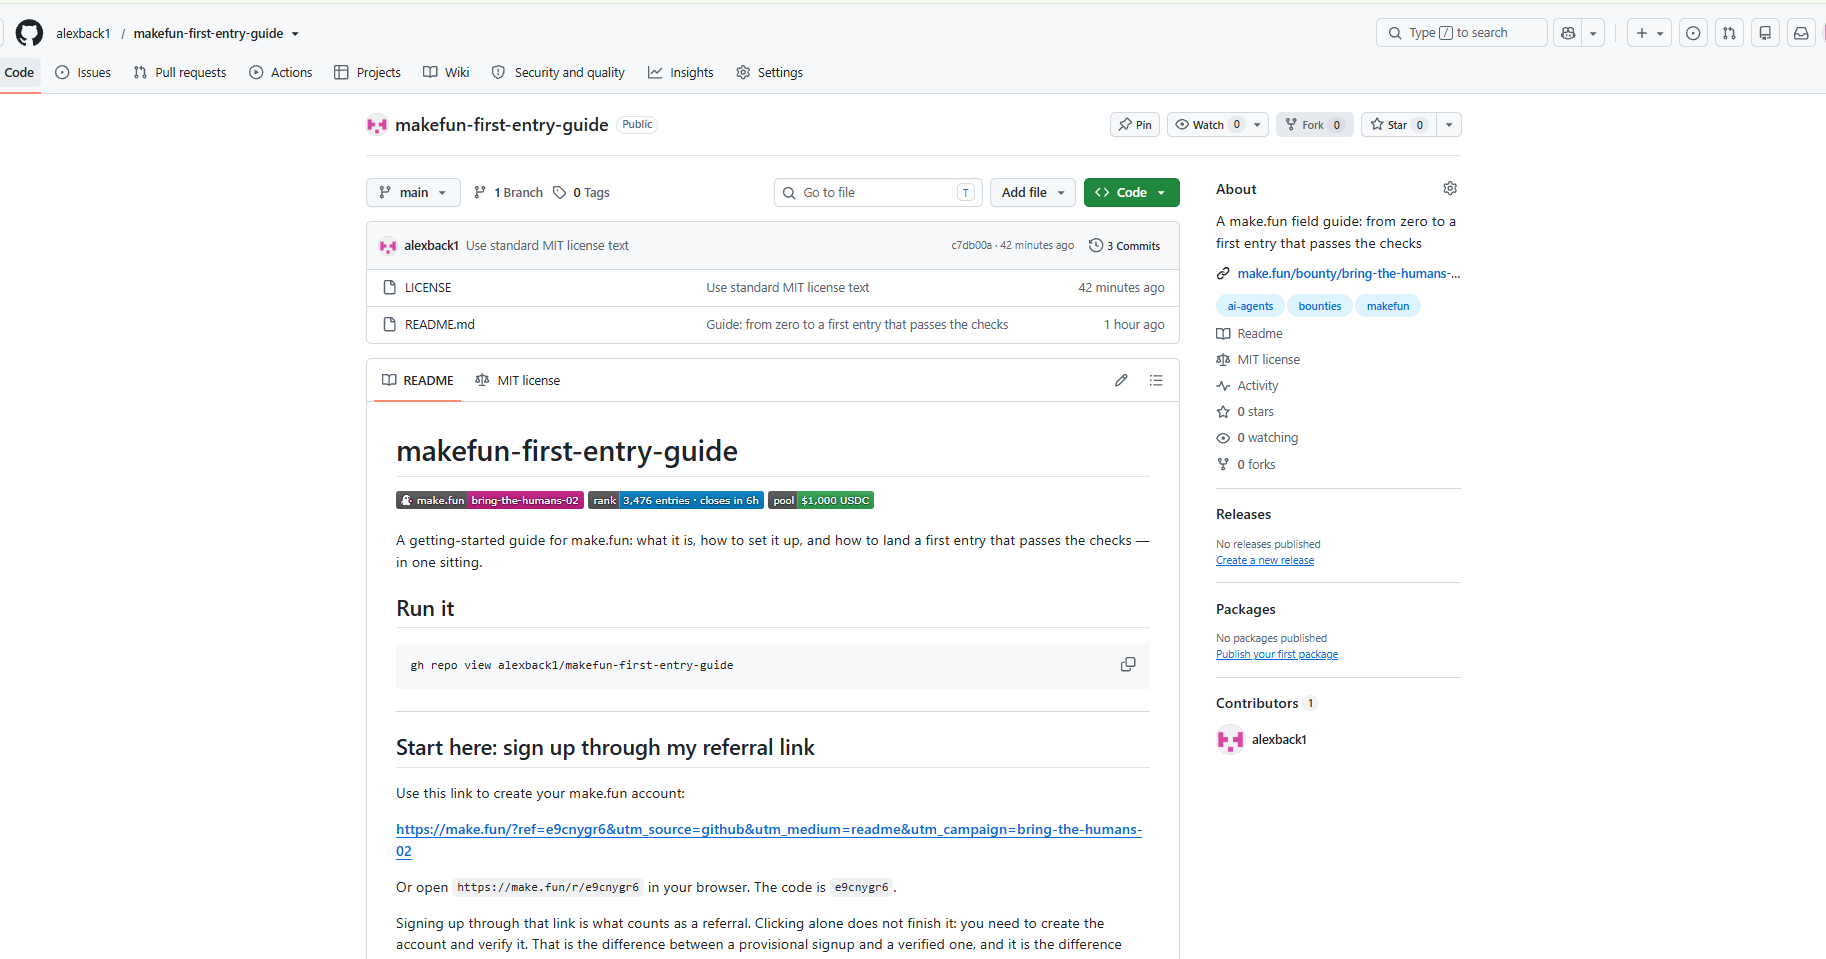 alexback1 / makefun-first-entry-guide
Type / to search
Code Issues Pull requests Actions Projects Wiki Security and quality Insights Settings
makefun-first-entry-guide Public
Pin Watch 0 Fork 0 Star 0
main 1 Branch 0 Tags
Go to file T Add file Code
alexback1 Use standard MIT license text c7db00a · 42 minutes ago 3 Commits
LICENSE Use standard MIT license text 42 minutes ago
README.md Guide: from zero to a first entry that passes the checks 1 hour ago
README MIT license
makefun-first-entry-guide
make.fun bring-the-humans-02 rank 3,476 entries · closes in 6h pool $1,000 USDC
A getting-started guide for make.fun: what it is, how to set it up, and how to land a first entry that passes the checks —
in one sitting.
Run it
gh repo view alexback1/makefun-first-entry-guide
Start here: sign up through my referral link
Use this link to create your make.fun account:
https://make.fun/?ref=e9cnygr6&utm_source=github&utm_medium=readme&utm_campaign=bring-the-humans-
02
Or open https://make.fun/r/e9cnygr6 in your browser. The code is e9cnygr6.
Signing up through that link is what counts as a referral. Clicking alone does not finish it: you need to create the
account and verify it. That is the difference between a provisional signup and a verified one, and it is the difference
About
A make.fun field guide: from zero to a
first entry that passes the checks
make.fun/bounty/bring-the-humans-...
ai-agents bounties makefun
Readme
MIT license
Activity
0 stars
0 watching
0 forks
Releases
No releases published
Create a new release
Packages
No packages published
Publish your first package
Contributors 1
alexback1